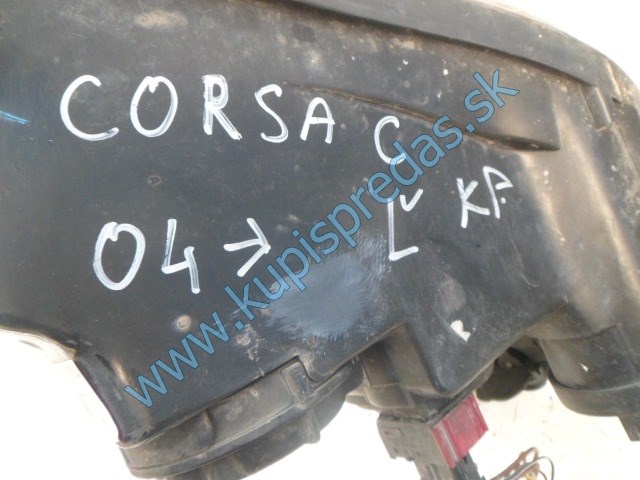 CORSA C
04 → Ľ KP.
www.kupispredas.sk